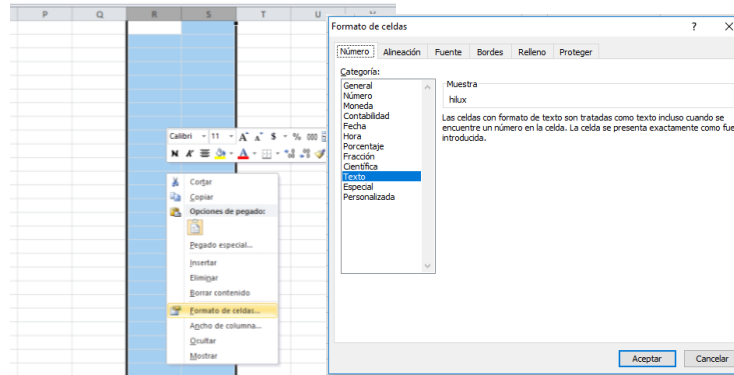 P Q R S T U V
Calibri 11 A A $ % 000
N K A
Cortar
Copiar
Opciones de pegado:
Pegado especial...
Insertar
Eliminar
Borrar contenido
Formato de celdas...
Ancho de columna...
Ocultar
Mostrar
Formato de celdas ? X
Número Alineación Fuente Bordes Relleno Proteger
Categoría:
General
Número
Moneda
Contabilidad
Fecha
Hora
Porcentaje
Fracción
Científica
Texto
Especial
Personalizada
Muestra
hilux
Las celdas con formato de texto son tratadas como texto incluso cuando se
encuentre un número en la celda. La celda se presenta exactamente como fue
introducida.
Aceptar Cancelar